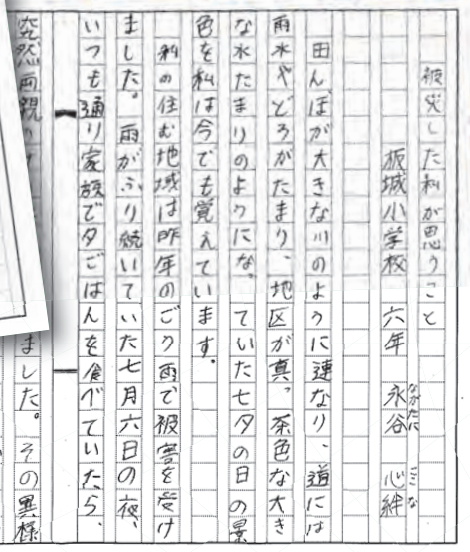 被災した私が思うこと
坂城小学校 六年 永谷 心絆
ながたに ここな
田んぼが大きな川のように連なり、道には
雨水やどろがたまり、地区が真っ茶色な大き
な水たまりのようになっていた七夕の日の景
色を私は今でも覚えています。
私の住む地域は昨年のごう雨で被害を受け
ました。雨がふり続いていた七月六日の夜、
いつも通り家族で夕ごはんを食べていたら、
突然両親の
ました。その異様